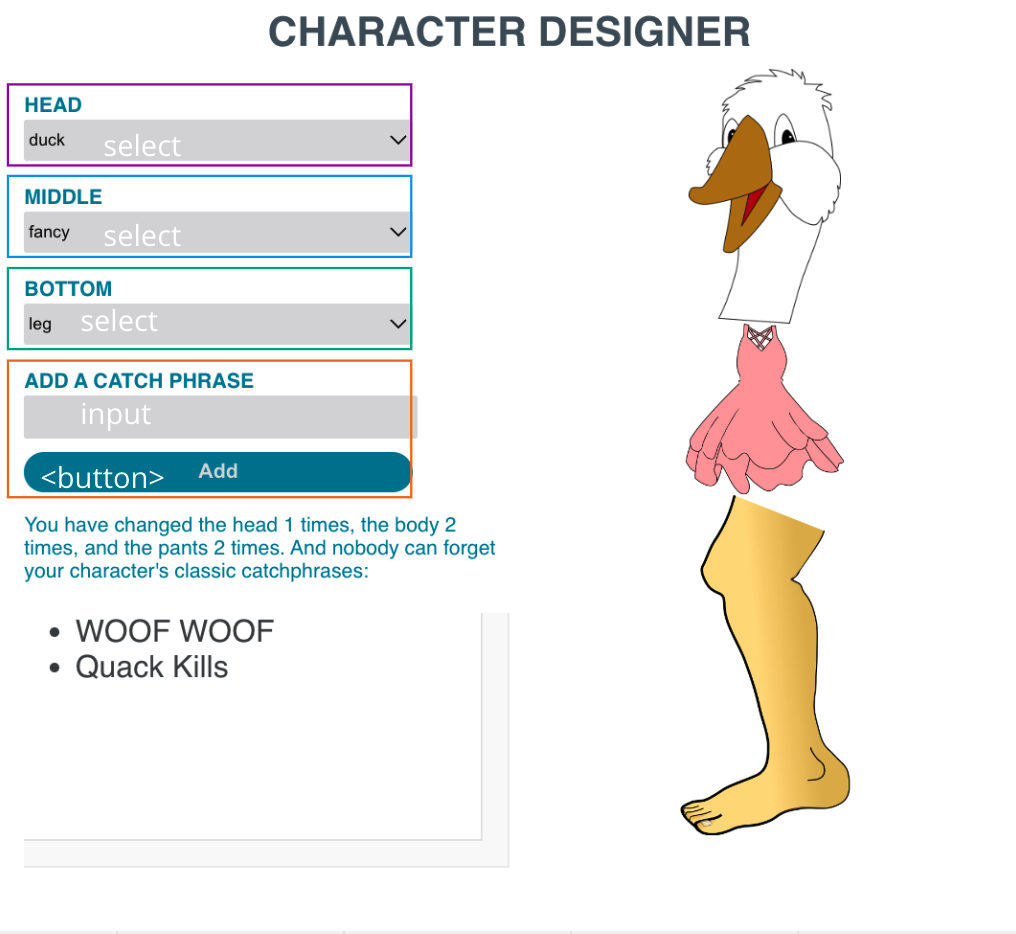 CHARACTER DESIGNER
HEAD
duck select
MIDDLE
fancy select
BOTTOM
leg select
ADD A CATCH PHRASE
input
<button> Add
You have changed the head 1 times, the body 2
times, and the pants 2 times. And nobody can forget
your character's classic catchphrases:
• WOOF WOOF
• Quack Kills